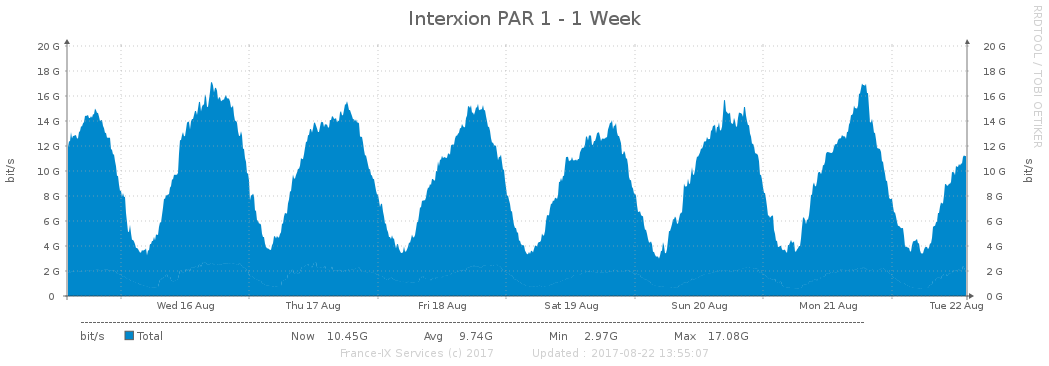 Interxion PAR 1 - 1 Week
RRDTOOL / TOBI OETIKER
bit/s
20 G
18 G
16 G
14 G
12 G
10 G
8 G
6 G
4 G
2 G
0
20 G
18 G
16 G
14 G
12 G
10 G
8 G
6 G
4 G
2 G
0 G
bit/s
Wed 16 Aug Thu 17 Aug Fri 18 Aug Sat 19 Aug Sun 20 Aug Mon 21 Aug Tue 22 Aug
bit/s Total Now 10.45G Avg 9.74G Min 2.97G Max 17.08G
France-IX Services (c) 2017 Updated : 2017-08-22 13:55:07